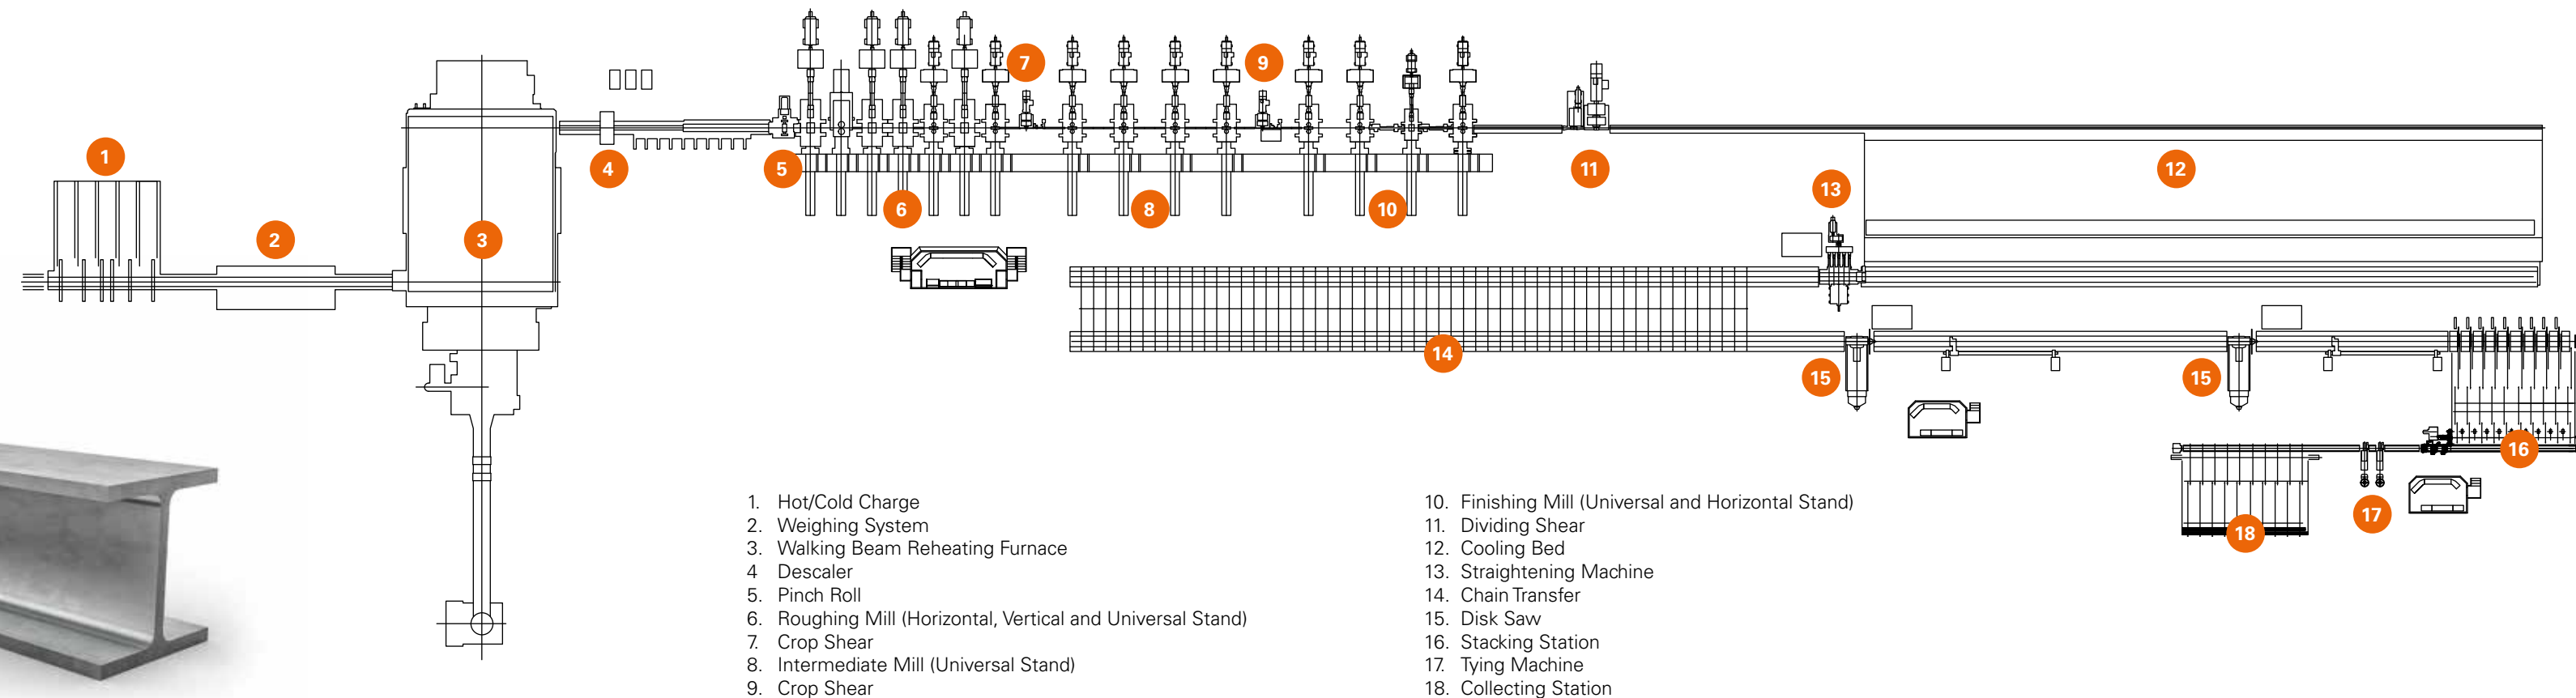 1
2
3
4
5
6
7
8
9
10
11
12
13
14
15
15
16
17
18
1. Hot/Cold Charge
2. Weighing System
3. Walking Beam Reheating Furnace
4 Descaler
5. Pinch Roll
6. Roughing Mill (Horizontal, Vertical and Universal Stand)
7. Crop Shear
8. Intermediate Mill (Universal Stand)
9. Crop Shear
10. Finishing Mill (Universal and Horizontal Stand)
11. Dividing Shear
12. Cooling Bed
13. Straightening Machine
14. Chain Transfer
15. Disk Saw
16. Stacking Station
17. Tying Machine
18. Collecting Station